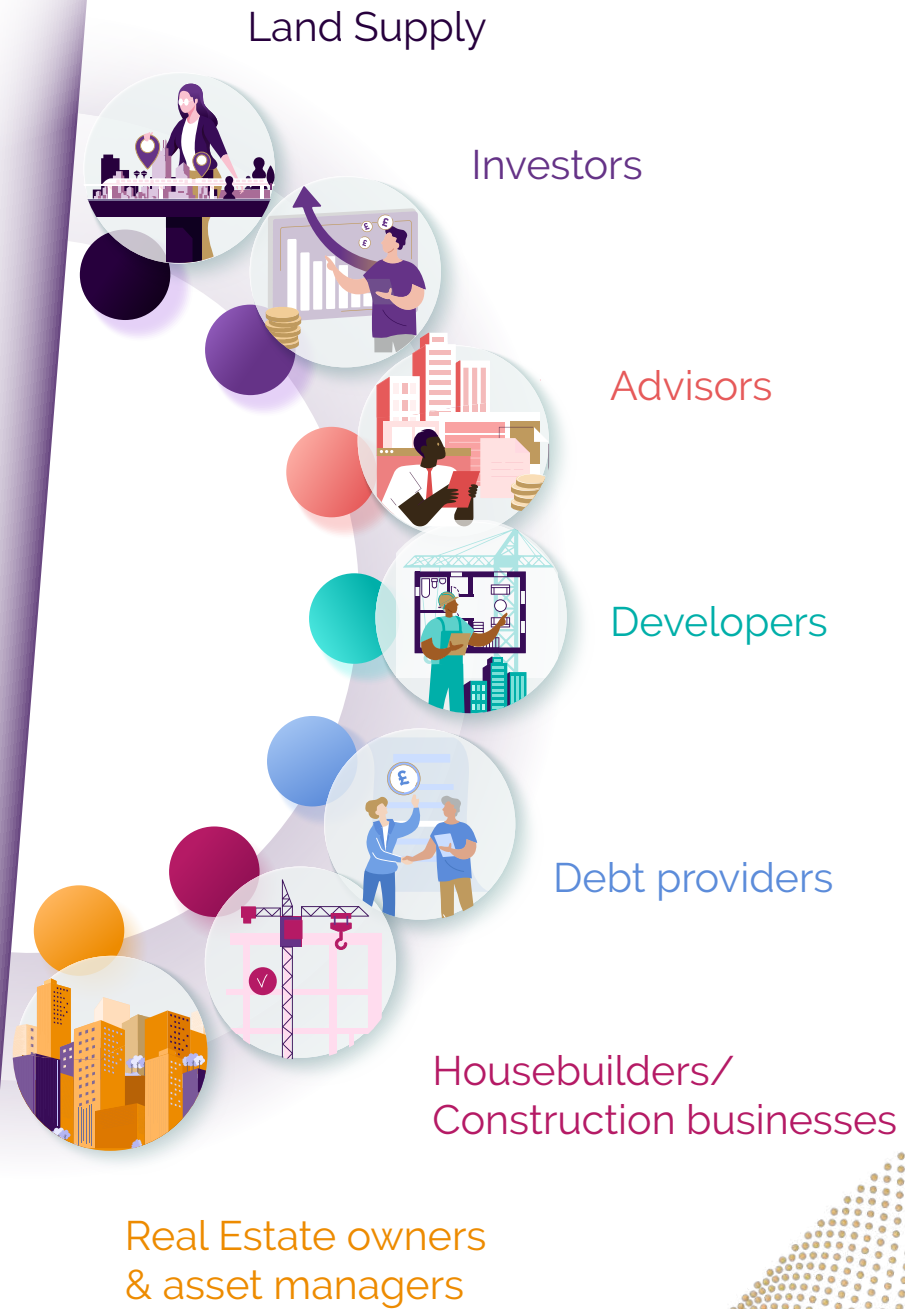 Land Supply
Investors
£
£
£
Advisors
Developers
£
Debt providers
Housebuilders/
Construction businesses
Real Estate owners
& asset managers